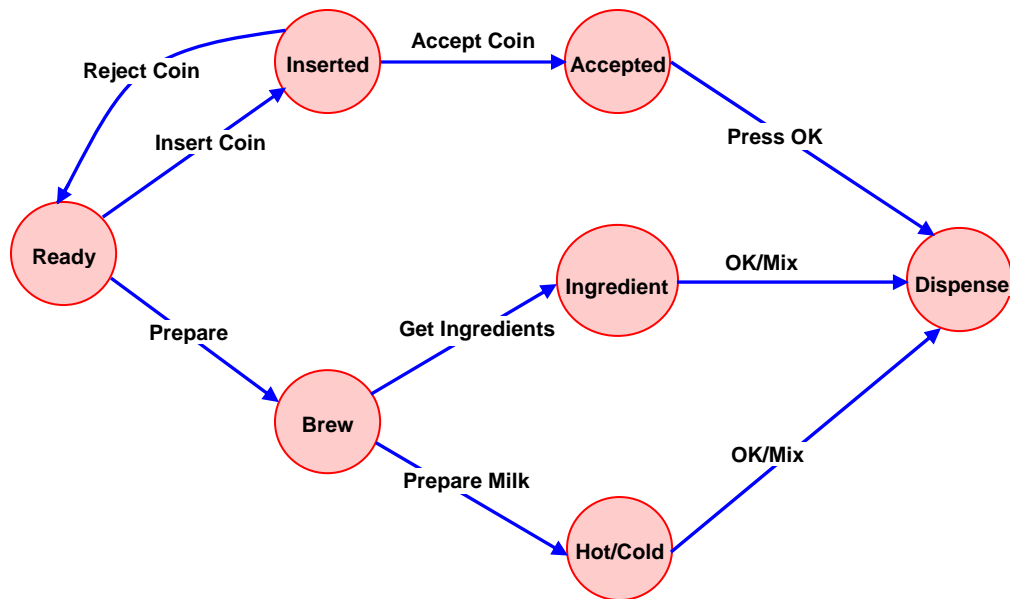 Accept Coin
Inserted
Accepted
Reject Coin
Insert Coin
Press OK
Ready
OK/Mix
Ingredient
Dispense
Prepare
Get Ingredients
Brew
OK/Mix
Prepare Milk
Hot/Cold